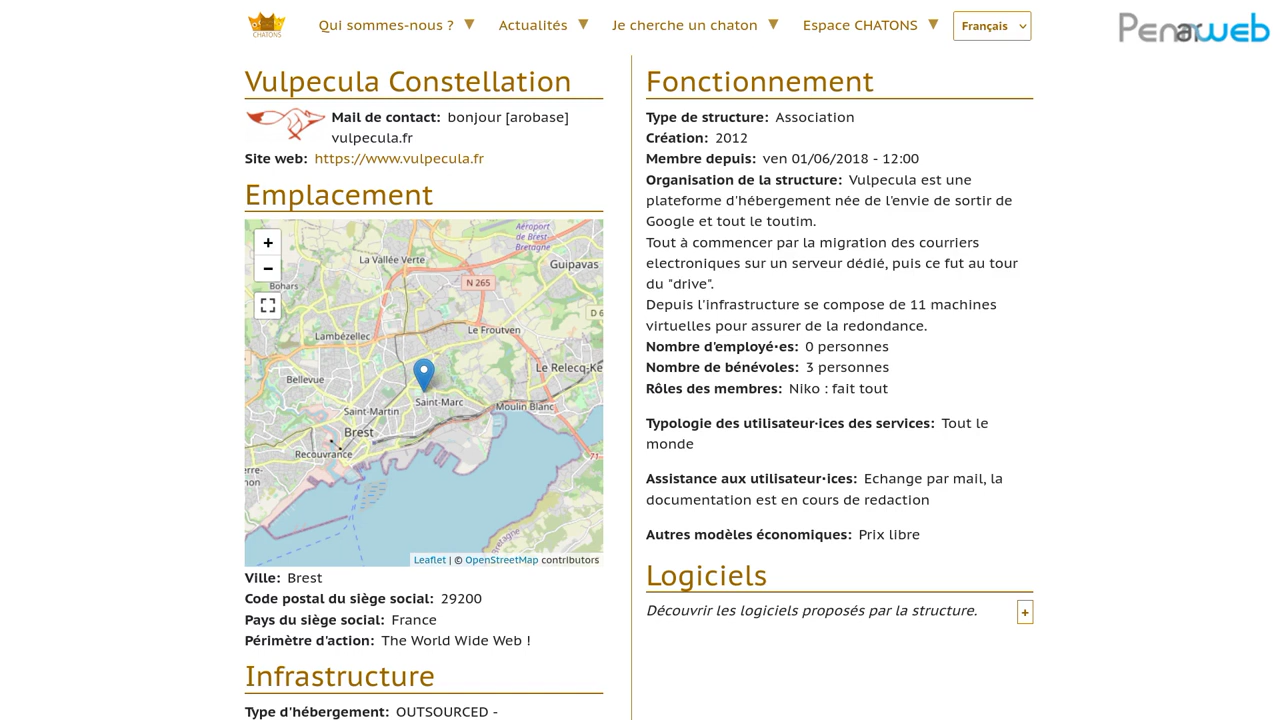 CHATONS
Qui sommes-nous ? ▼
Actualités ▼
Je cherche un chaton ▼
Espace CHATONS ▼
Français
Penarweb
Vulpecula Constellation
Mail de contact: bonjour [arobase]
vulpecula.fr
Site web: https://www.vulpecula.fr
Emplacement
+
−
Aéroport
de Brest-
Bretagne
La Vallée Verte
Guipavas
Bohars
N 265
D 6
Lambézellec
Le Froutven
Bellevue
Le Relecq-Ke
Saint-Marc
Saint-Martin
Moulin Blanc
Brest
Recouvrance
erre-
non
71
Bretagne
Leaflet | © OpenStreetMap contributors
Ville: Brest
Code postal du siège social: 29200
Pays du siège social: France
Périmètre d'action: The World Wide Web !
Infrastructure
Type d'hébergement: OUTSOURCED -
Fonctionnement
Type de structure: Association
Création: 2012
Membre depuis: ven 01/06/2018 - 12:00
Organisation de la structure: Vulpecula est une
plateforme d'hébergement née de l'envie de sortir de
Google et tout le toutim.
Tout à commencer par la migration des courriers
electroniques sur un serveur dédié, puis ce fut au tour
du "drive".
Depuis l'infrastructure se compose de 11 machines
virtuelles pour assurer de la redondance.
Nombre d'employé·es: 0 personnes
Nombre de bénévoles: 3 personnes
Rôles des membres: Niko : fait tout
Typologie des utilisateur·ices des services: Tout le
monde
Assistance aux utilisateur·ices: Echange par mail, la
documentation est en cours de redaction
Autres modèles économiques: Prix libre
Logiciels
Découvrir les logiciels proposés par la structure.
+